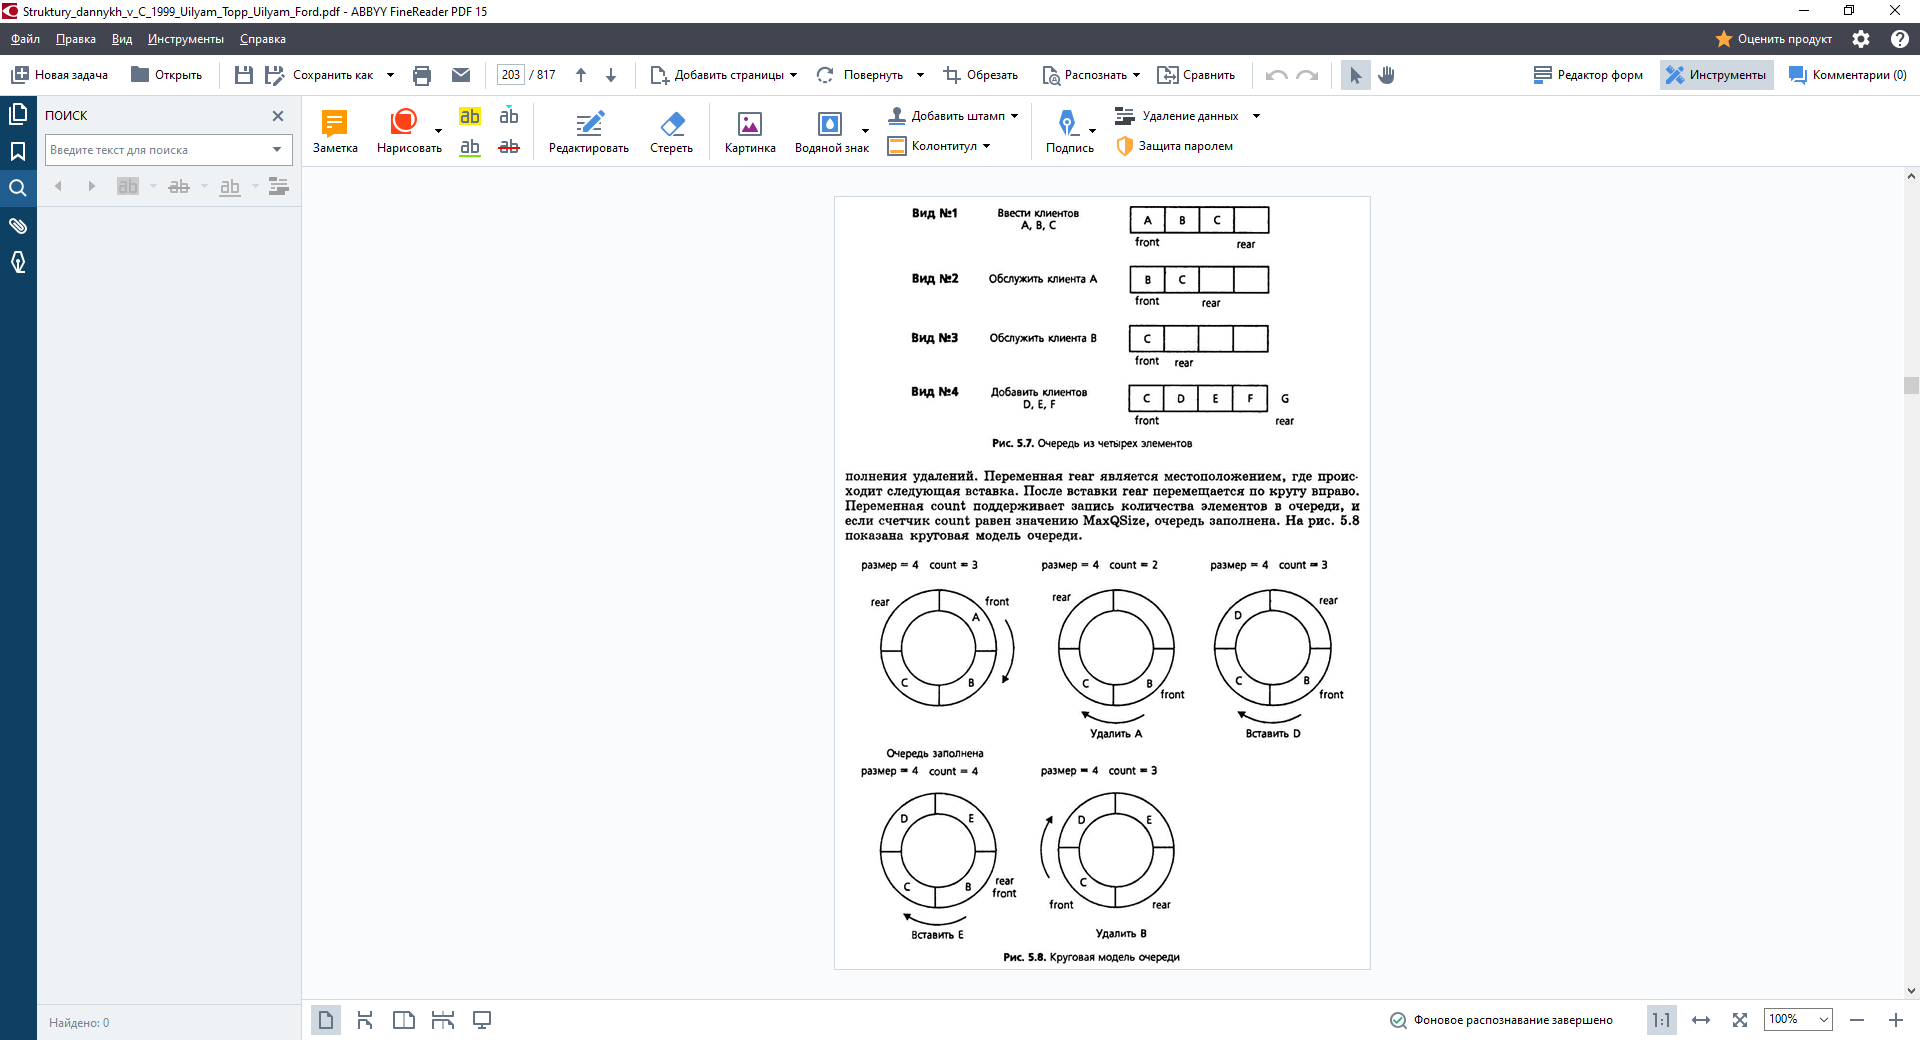 Struktury_dannykh_v_C_1999_Uilyam_Topp_Uilyam_Ford.pdf - ABBYY FineReader PDF 15
Файл Правка Вид Инструменты Справка Оценить продукт
Новая задача Открыть Сохранить как 203 / 817 Добавить страницы Повернуть Обрезать Распознать Сравнить Редактор форм Инструменты Комментарии (0)
ПОИСК
Введите текст для поиска
Найдено: 0
Заметка Нарисовать ab ab ab ab Редактировать Стереть Картинка Водяной знак Добавить штамп Колонтитул Подпись Удаление данных Защита паролем
Вид №1 Ввести клиентов A, B, C A B C
front rear
Вид №2 Обслужить клиента A B C
front rear
Вид №3 Обслужить клиента B C
front rear
Вид №4 Добавить клиентов D, E, F C D E F G
front rear
Рис. 5.7. Очередь из четырех элементов
полнения удалений. Переменная rear является местоположением, где проис-
ходит следующая вставка. После вставки rear перемещается по кругу вправо.
Переменная count поддерживает запись количества элементов в очереди, и
если счетчик count равен значению MaxQSize, очередь заполнена. На рис. 5.8
показана круговая модель очереди.
размер = 4 count = 3 размер = 4 count = 2 размер = 4 count = 3
rear front rear rear
A D
C B C B C B
front front
Удалить A Вставить D
Очередь заполнена
размер = 4 count = 4 размер = 4 count = 3
D E D E
C B C
rear
front front rear
Вставить E Удалить B
Рис. 5.8. Круговая модель очереди
Фоновое распознавание завершено 1:1 100%